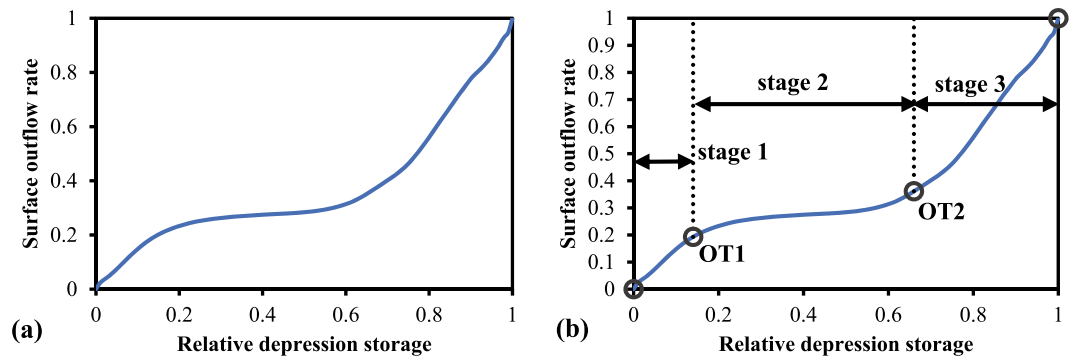 1
0.8
0.6
0.4
0.2
0
Surface outflow rate
0 0.2 0.4 0.6 0.8 1
Relative depression storage
(a)
1
0.9
0.8
0.7
0.6
0.5
0.4
0.3
0.2
0.1
0
Surface outflow rate
stage 1
stage 2
stage 3
OT1
OT2
0 0.2 0.4 0.6 0.8 1
Relative depression storage
(b)